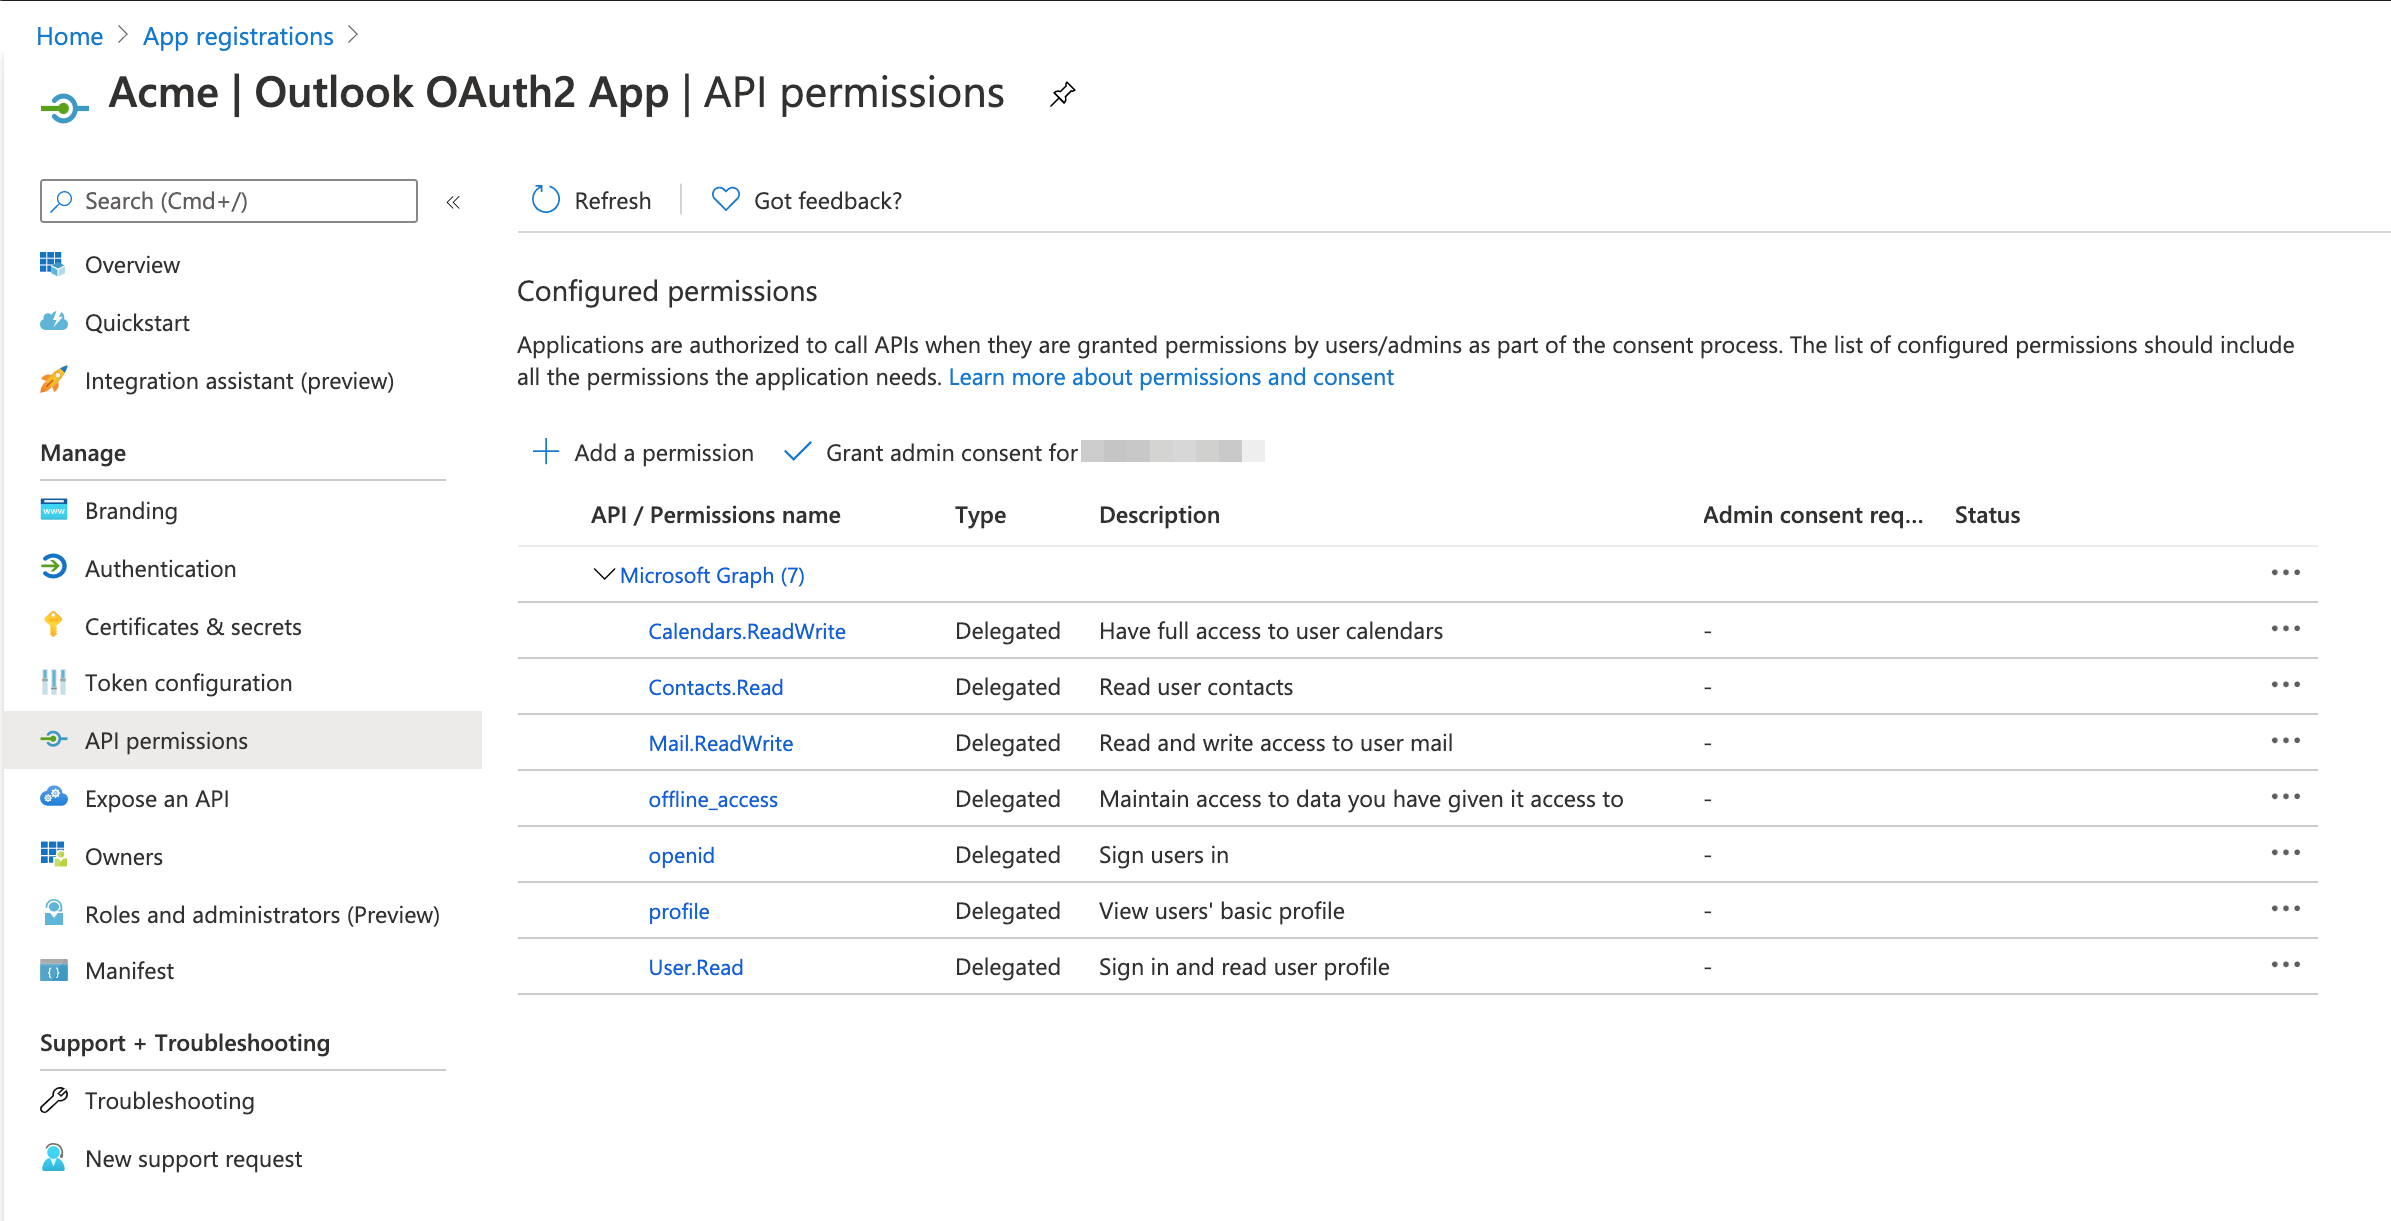 Home > App registrations >
Acme | Outlook OAuth2 App | API permissions
Search (Cmd+/)
«
Refresh
Got feedback?
Overview
Quickstart
Integration assistant (preview)
Manage
Branding
Authentication
Certificates & secrets
Token configuration
API permissions
Expose an API
Owners
Roles and administrators (Preview)
Manifest
Support + Troubleshooting
Troubleshooting
New support request
Configured permissions
Applications are authorized to call APIs when they are granted permissions by users/admins as part of the consent process. The list of configured permissions should include
all the permissions the application needs. Learn more about permissions and consent
Add a permission
Grant admin consent for
API / Permissions name Type Description Admin consent req... Status
Microsoft Graph (7)
Calendars.ReadWrite Delegated Have full access to user calendars -
Contacts.Read Delegated Read user contacts -
Mail.ReadWrite Delegated Read and write access to user mail -
offline_access Delegated Maintain access to data you have given it access to -
openid Delegated Sign users in -
profile Delegated View users' basic profile -
User.Read Delegated Sign in and read user profile -